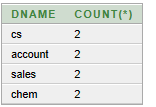 DNAME COUNT(*)
cs 2
account 2
sales 2
chem 2